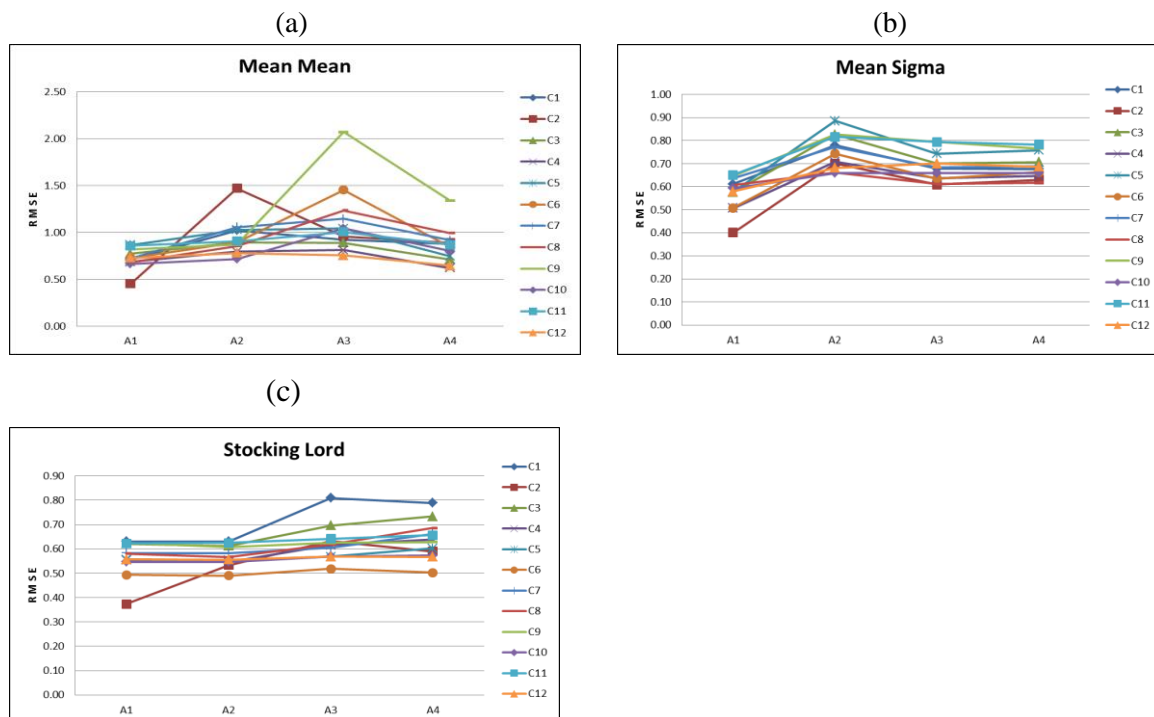 (a)
Mean Mean
2.50
2.00
1.50
1.00
0.50
0.00
RMSE
A1 A2 A3 A4
C1
C2
C3
C4
C5
C6
C7
C8
C9
C10
C11
C12
(b)
Mean Sigma
1.00
0.90
0.80
0.70
0.60
0.50
0.40
0.30
0.20
0.10
0.00
RMSE
A1 A2 A3 A4
C1
C2
C3
C4
C5
C6
C7
C8
C9
C10
C11
C12
(c)
Stocking Lord
0.90
0.80
0.70
0.60
0.50
0.40
0.30
0.20
0.10
0.00
RMSE
A1 A2 A3 A4
C1
C2
C3
C4
C5
C6
C7
C8
C9
C10
C11
C12